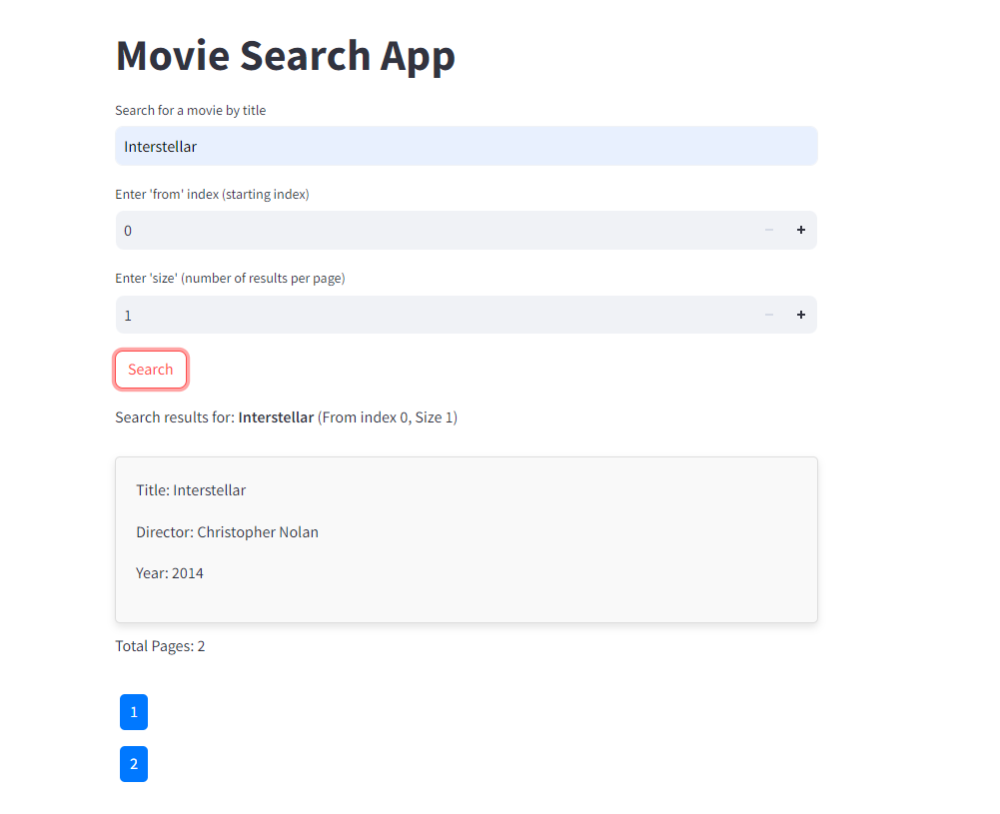 Movie Search App
Search for a movie by title
Interstellar
Enter 'from' index (starting index)
0
Enter 'size' (number of results per page)
1
Search
Search results for: Interstellar (From index 0, Size 1)
Title: Interstellar
Director: Christopher Nolan
Year: 2014
Total Pages: 2
1
2